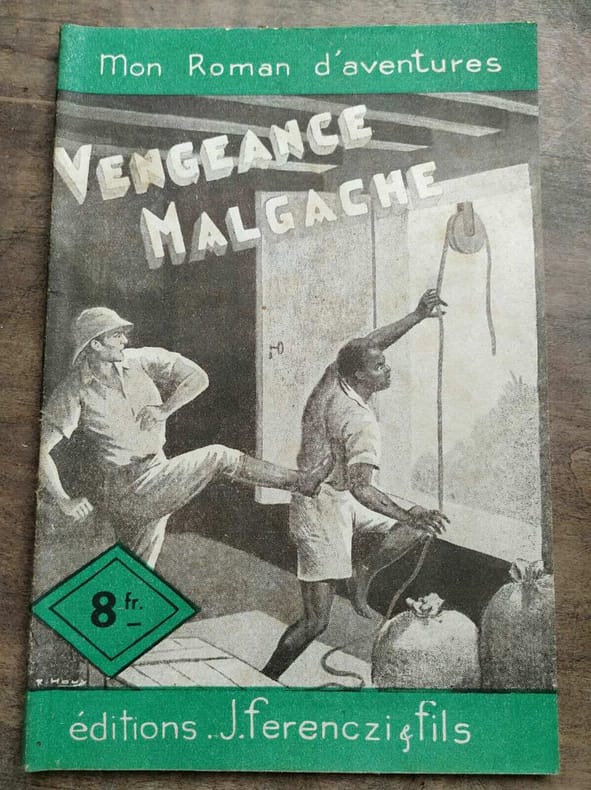 Mon Roman d'aventures
VENGEANCE
MALGACHE
8 fr.
éditions. J. ferenczi & fils